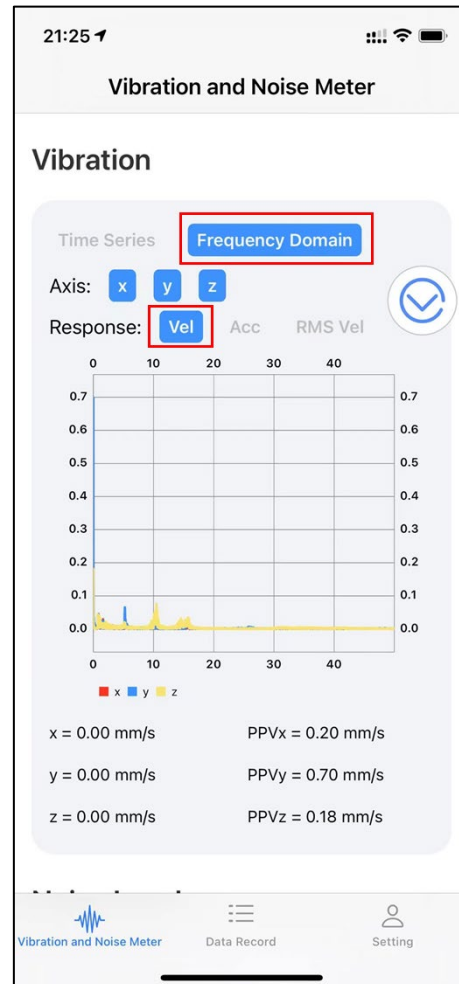 21:25
Vibration and Noise Meter
Vibration
Time Series Frequency Domain
Axis: x y z
Response: Vel Acc RMS Vel
0 10 20 30 40
0.7 0.7
0.6 0.6
0.5 0.5
0.4 0.4
0.3 0.3
0.2 0.2
0.1 0.1
0.0 0.0
0 10 20 30 40
x y z
x = 0.00 mm/s PPVx = 0.20 mm/s
y = 0.00 mm/s PPVy = 0.70 mm/s
z = 0.00 mm/s PPVz = 0.18 mm/s
Vibration and Noise Meter Data Record Setting